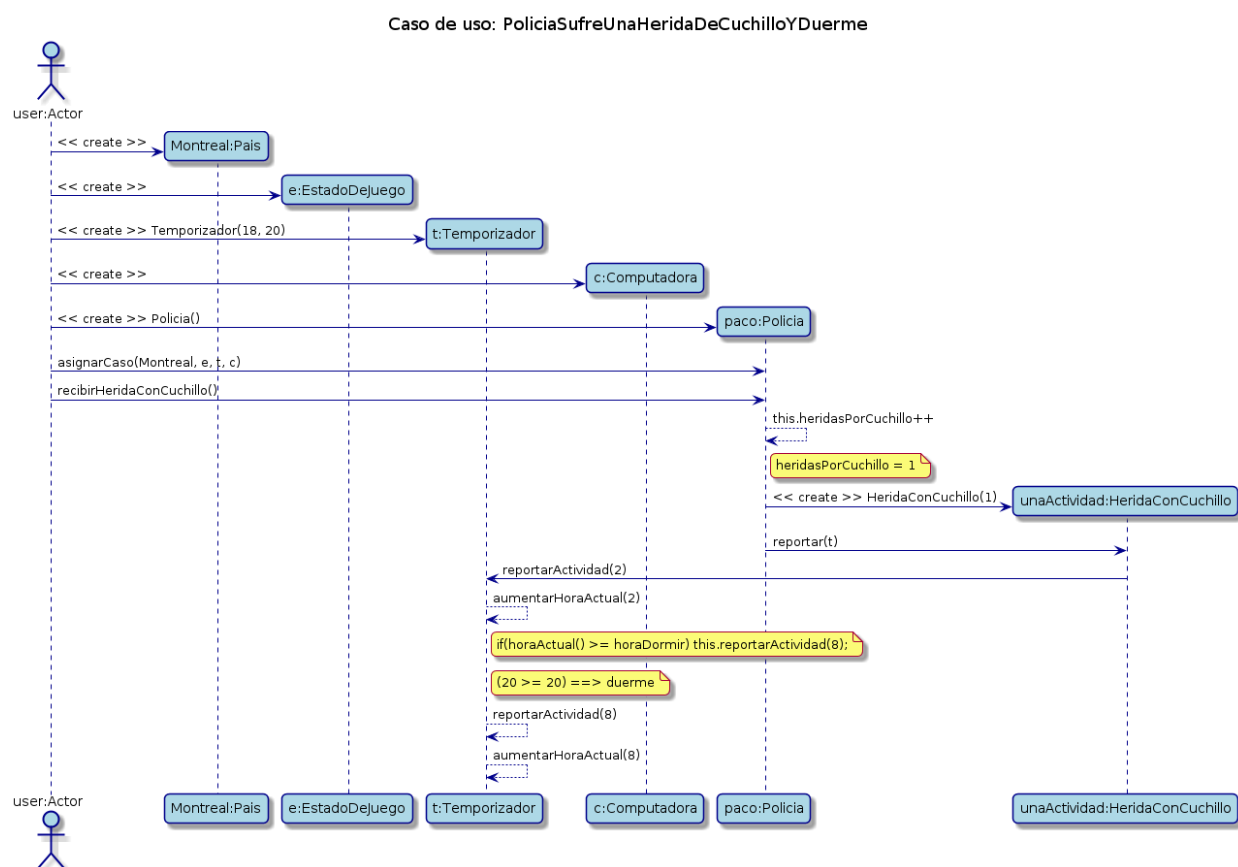 Caso de uso: PoliciaSufreUnaHeridaDeCuchilloYDuerme
user:Actor
<< create >>
Montreal:Pais
<< create >>
e:EstadoDeJuego
<< create >> Temporizador(18, 20)
t:Temporizador
<< create >>
c:Computadora
<< create >> Policia()
paco:Policia
asignarCaso(Montreal, e, t, c)
recibirHeridaConCuchillo()
this.heridasPorCuchillo++
heridasPorCuchillo = 1
<< create >> HeridaConCuchillo(1)
unaActividad:HeridaConCuchillo
reportar(t)
reportarActividad(2)
aumentarHoraActual(2)
if(horaActual() >= horaDormir) this.reportarActividad(8);
(20 >= 20) ==> duerme
reportarActividad(8)
aumentarHoraActual(8)
user:Actor
Montreal:Pais
e:EstadoDeJuego
t:Temporizador
c:Computadora
paco:Policia
unaActividad:HeridaConCuchillo